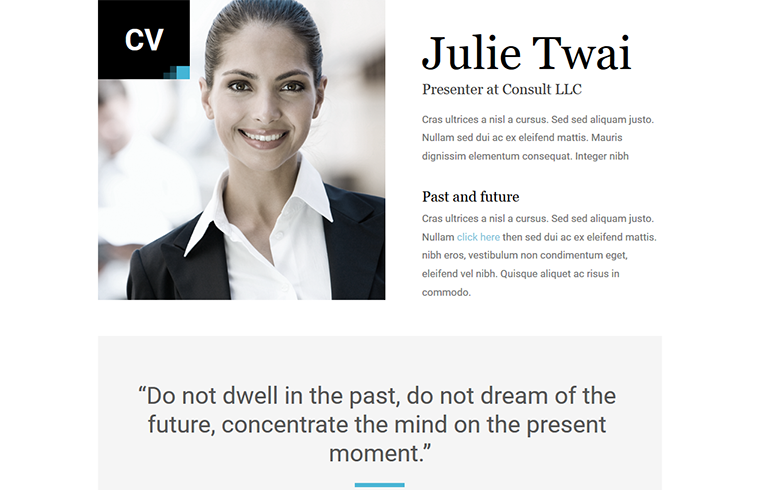 CV
Julie Twai
Presenter at Consult LLC
Cras ultrices a nisl a cursus. Sed sed aliquam justo.
Nullam sed dui ac ex eleifend mattis. Mauris
dignissim elementum consequat. Integer nibh
Past and future
Cras ultrices a nisl a cursus. Sed sed aliquam justo.
Nullam click here then sed dui ac ex eleifend mattis.
nibh eros, vestibulum non condimentum eget,
eleifend vel nibh. Quisque aliquet ac risus in
commodo.
“Do not dwell in the past, do not dream of the
future, concentrate the mind on the present
moment.”